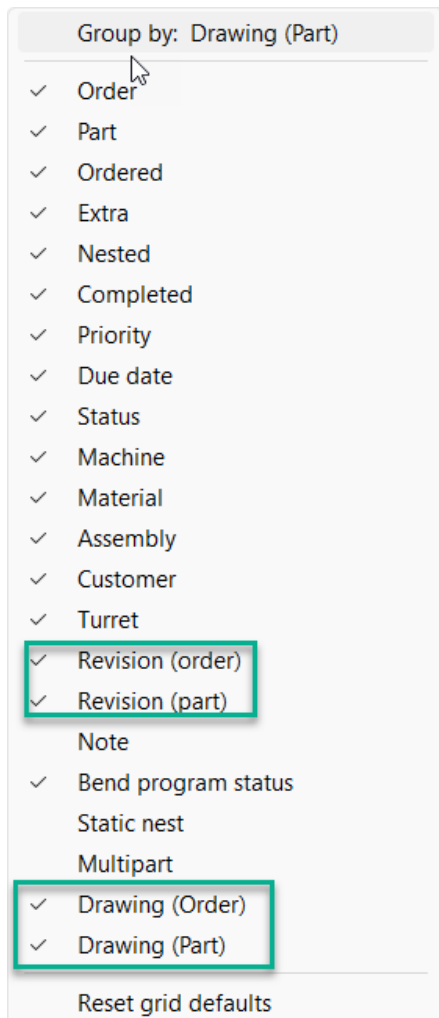 Group by: Drawing (Part)
Order
Part
Ordered
Extra
Nested
Completed
Priority
Due date
Status
Machine
Material
Assembly
Customer
Turret
Revision (order)
Revision (part)
Note
Bend program status
Static nest
Multipart
Drawing (Order)
Drawing (Part)
Reset grid defaults